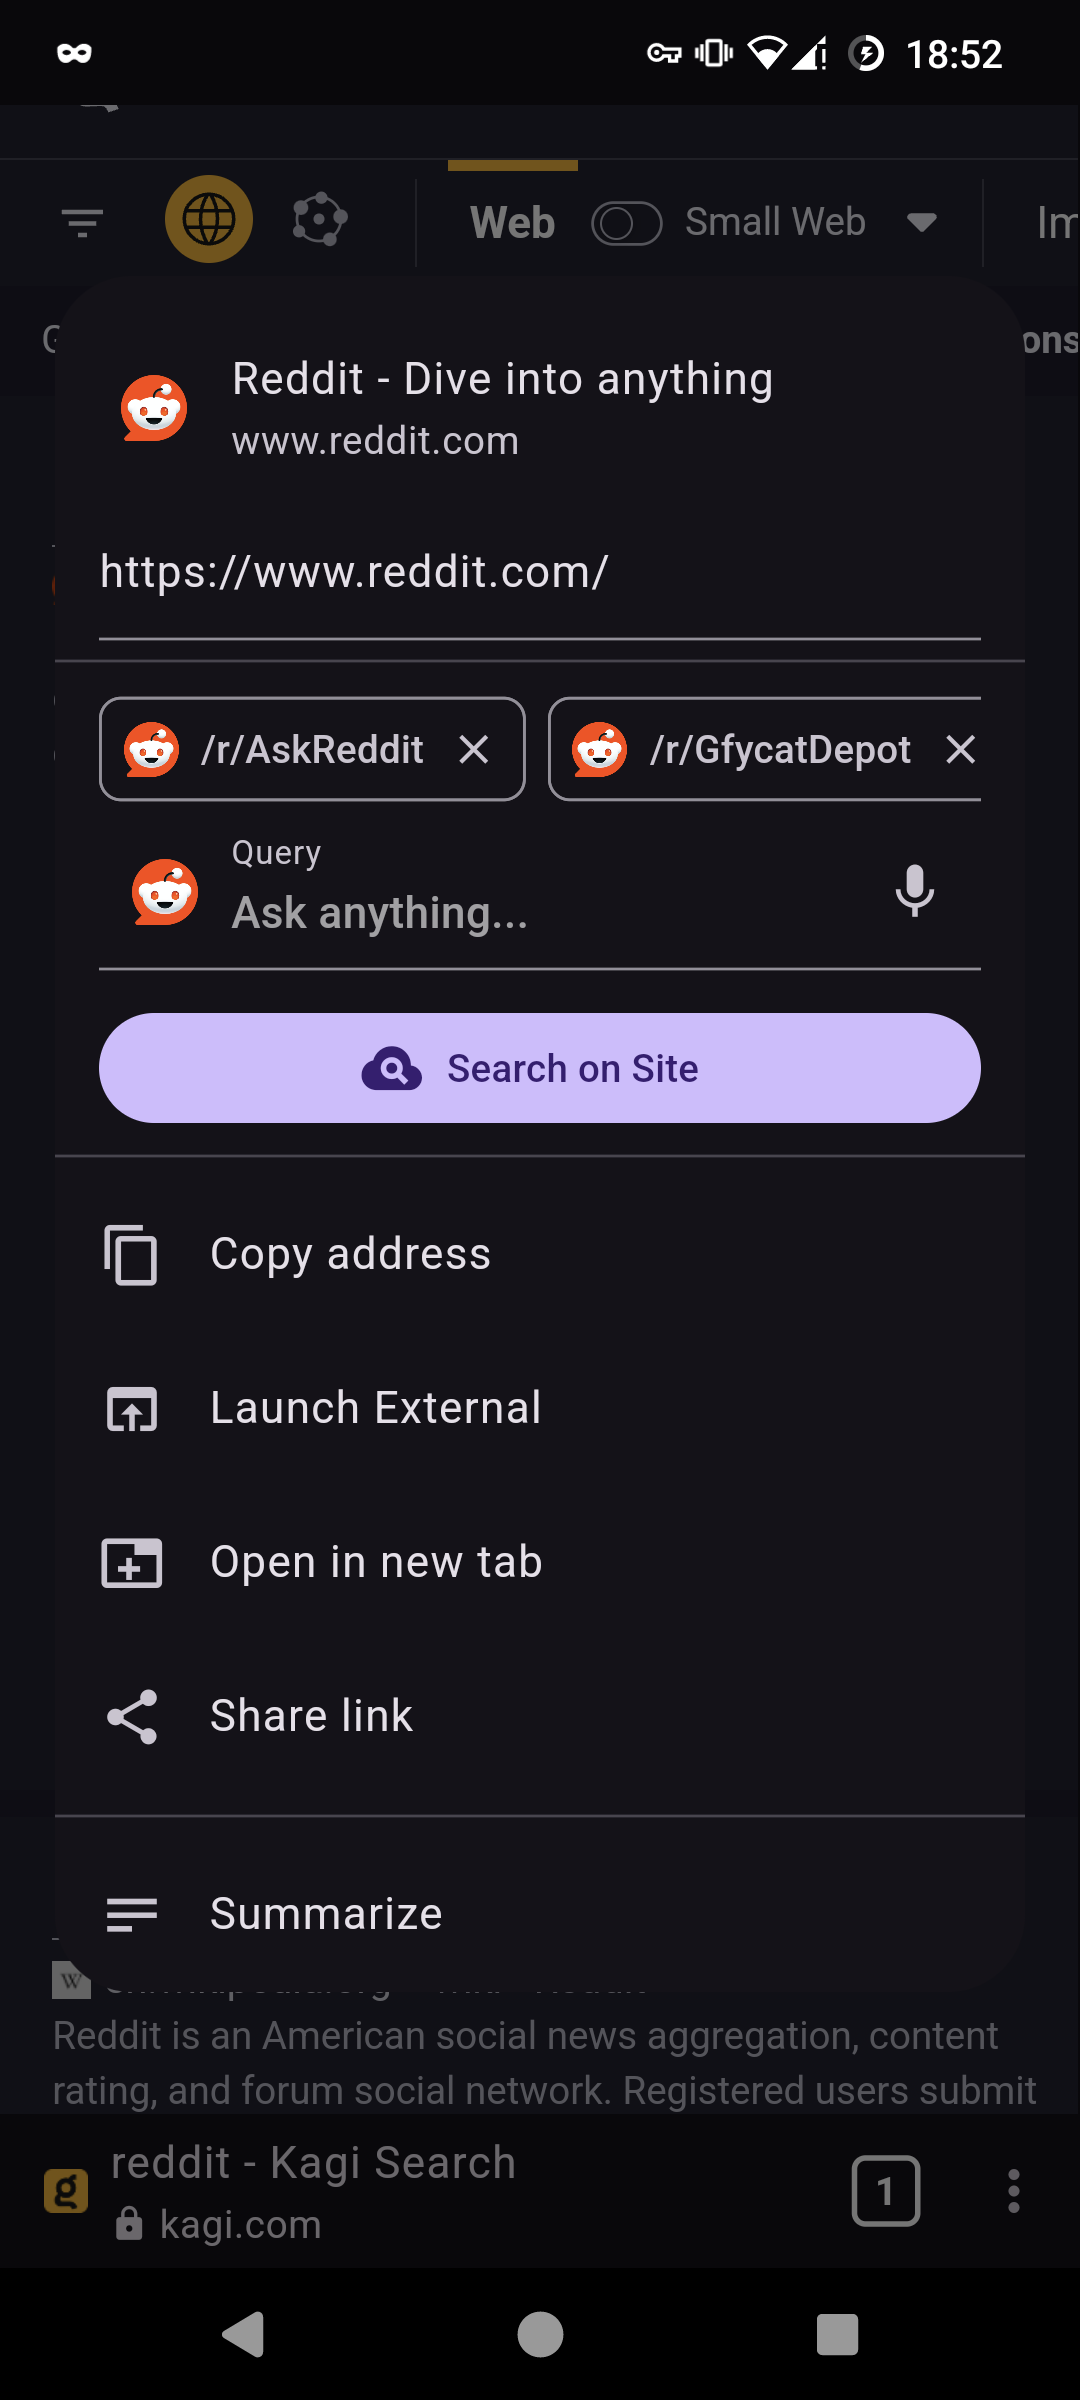 18:52
Web
Small Web
Reddit - Dive into anything
www.reddit.com
https://www.reddit.com/
/r/AskReddit
/r/GfycatDepot
Query
Ask anything...
Search on Site
Copy address
Launch External
Open in new tab
Share link
Summarize
W
Reddit is an American social news aggregation, content
rating, and forum social network. Registered users submit
reddit - Kagi Search
1
g
kagi.com